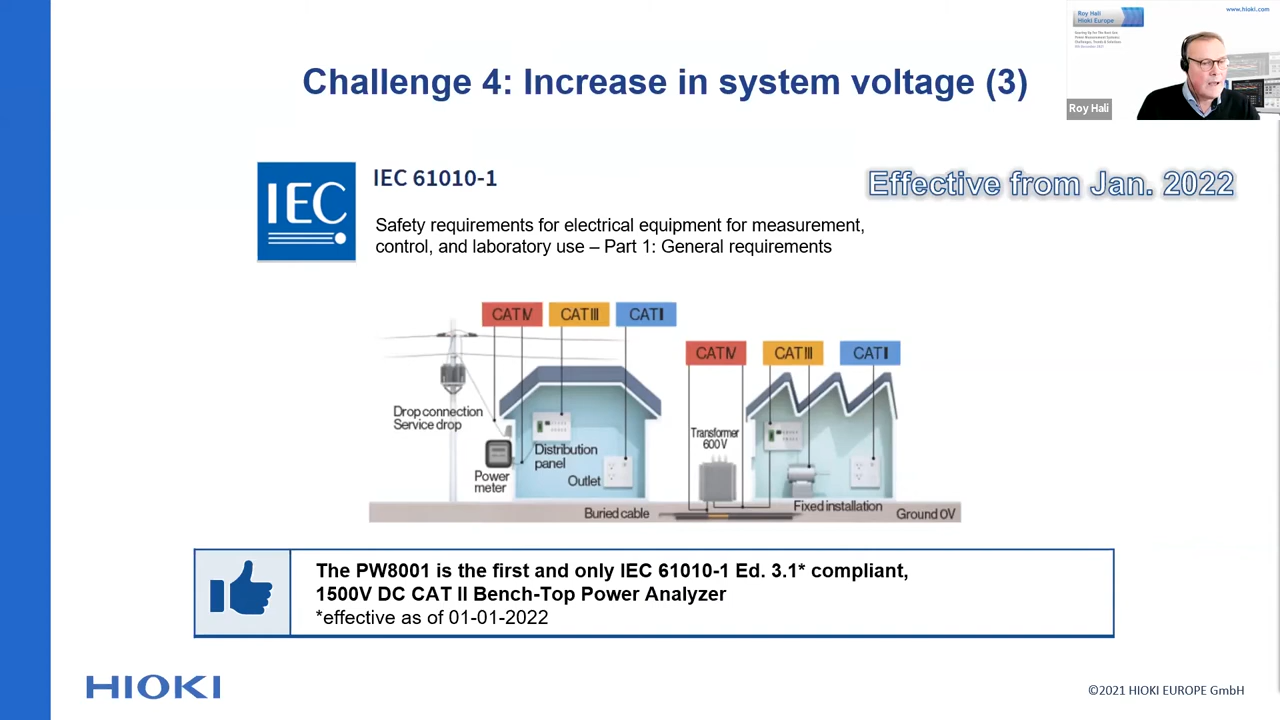 Roy Hali
Hioki Europe
www.hioki.com
Challenge 4: Increase in system voltage (3)
Roy Hali
IEC
IEC 61010-1
Effective from Jan. 2022
Safety requirements for electrical equipment for measurement,
control, and laboratory use – Part 1: General requirements
CAT IV
CAT III
CAT II
CAT IV
CAT III
CAT II
Drop connection
Service drop
Transformer
600V
Distribution
panel
Power
meter
Outlet
Buried cable
Fixed installation
Ground 0V
The PW8001 is the first and only IEC 61010-1 Ed. 3.1* compliant,
1500V DC CAT II Bench-Top Power Analyzer
*effective as of 01-01-2022
HIOKI
©2021 HIOKI EUROPE GmbH